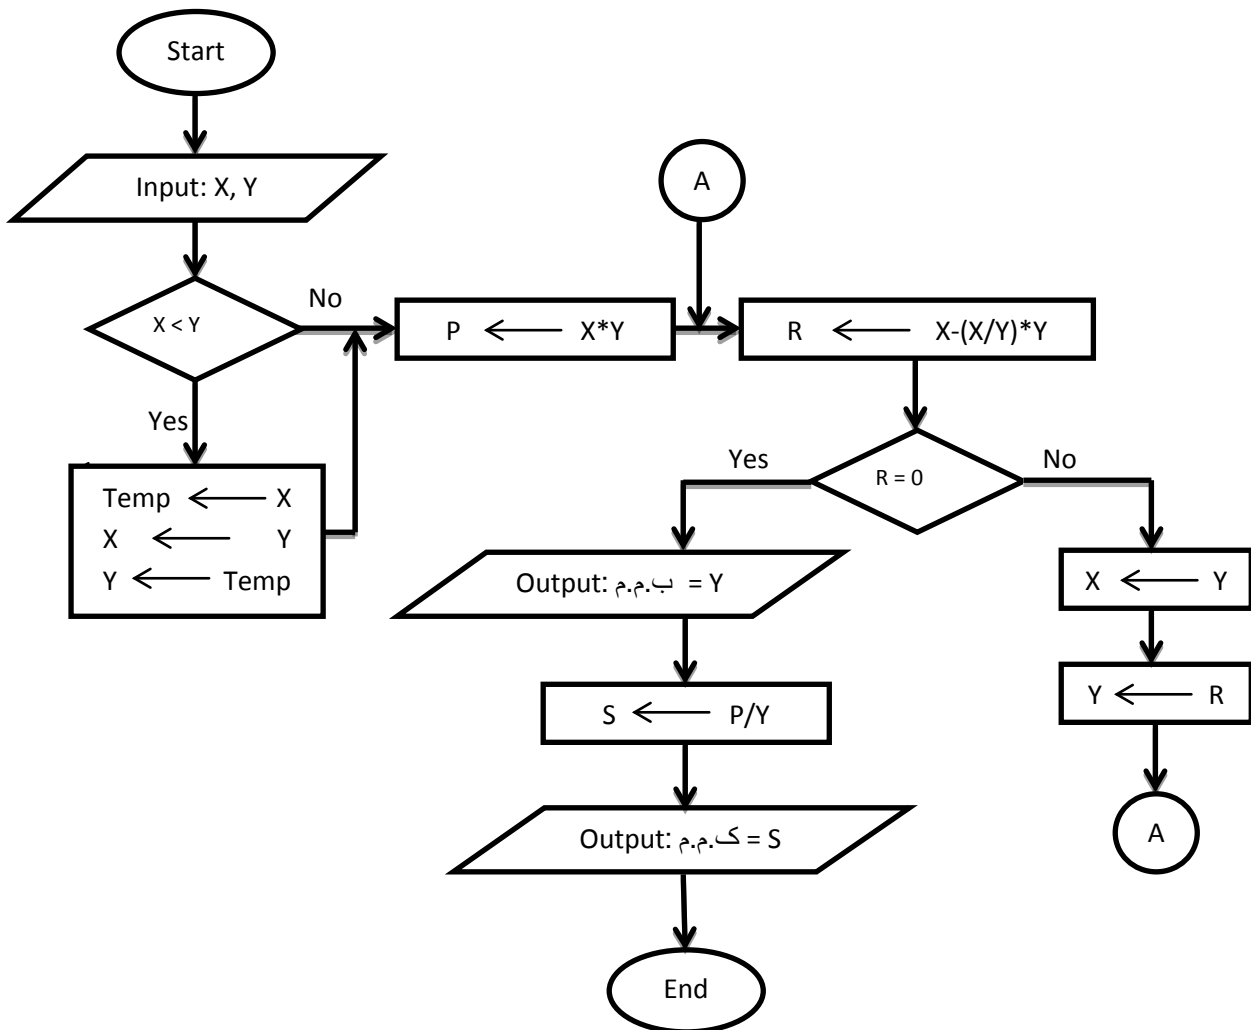 Start
Input: X, Y
X < Y
No
Yes
Temp ← X
X ← Y
Y ← Temp
P ← X*Y
A
R ← X-(X/Y)*Y
R = 0
Yes
No
Output: ب.م.م = Y
S ← P/Y
Output: ک.م.م = S
End
X ← Y
Y ← R
A